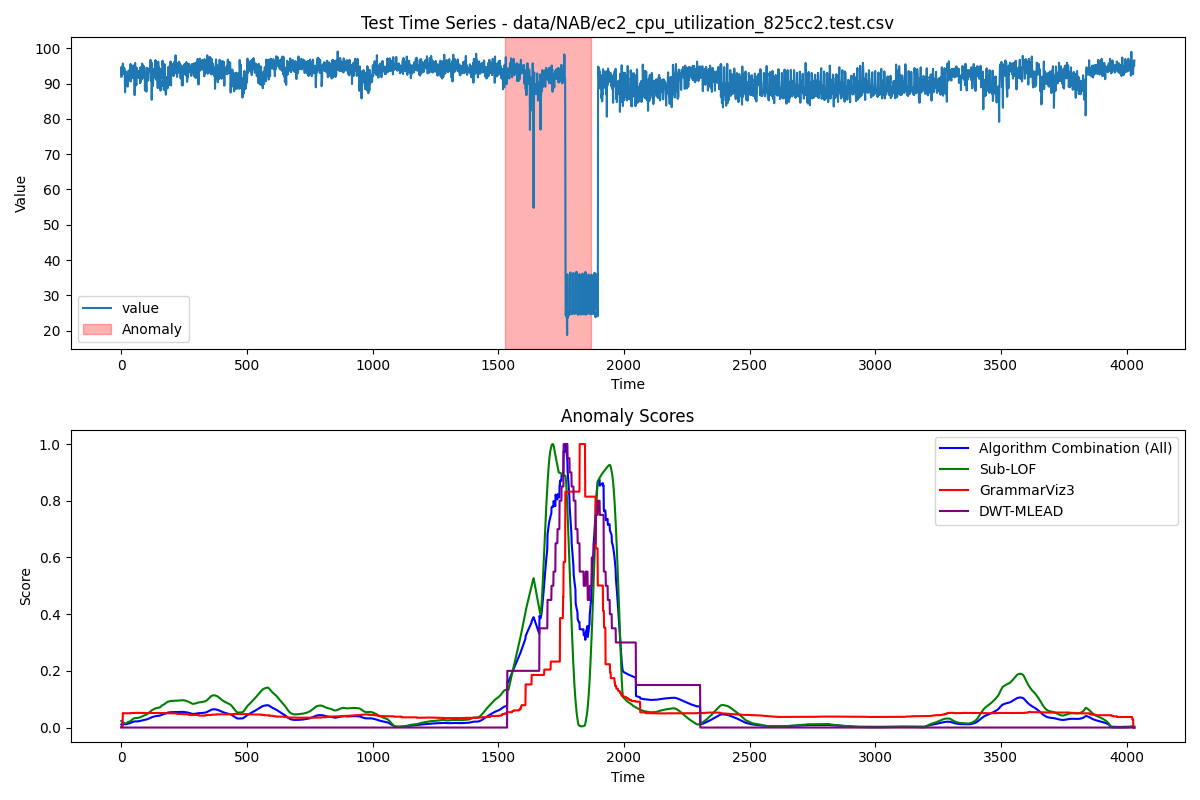 Test Time Series - data/NAB/ec2_cpu_utilization_825cc2.test.csv
100
90
80
70
60
50
40
30
20
Value
value
Anomaly
0 500 1000 1500 2000 2500 3000 3500 4000
Time
Anomaly Scores
1.0
0.8
0.6
0.4
0.2
0.0
Score
Algorithm Combination (All)
Sub-LOF
GrammarViz3
DWT-MLEAD
0 500 1000 1500 2000 2500 3000 3500 4000
Time